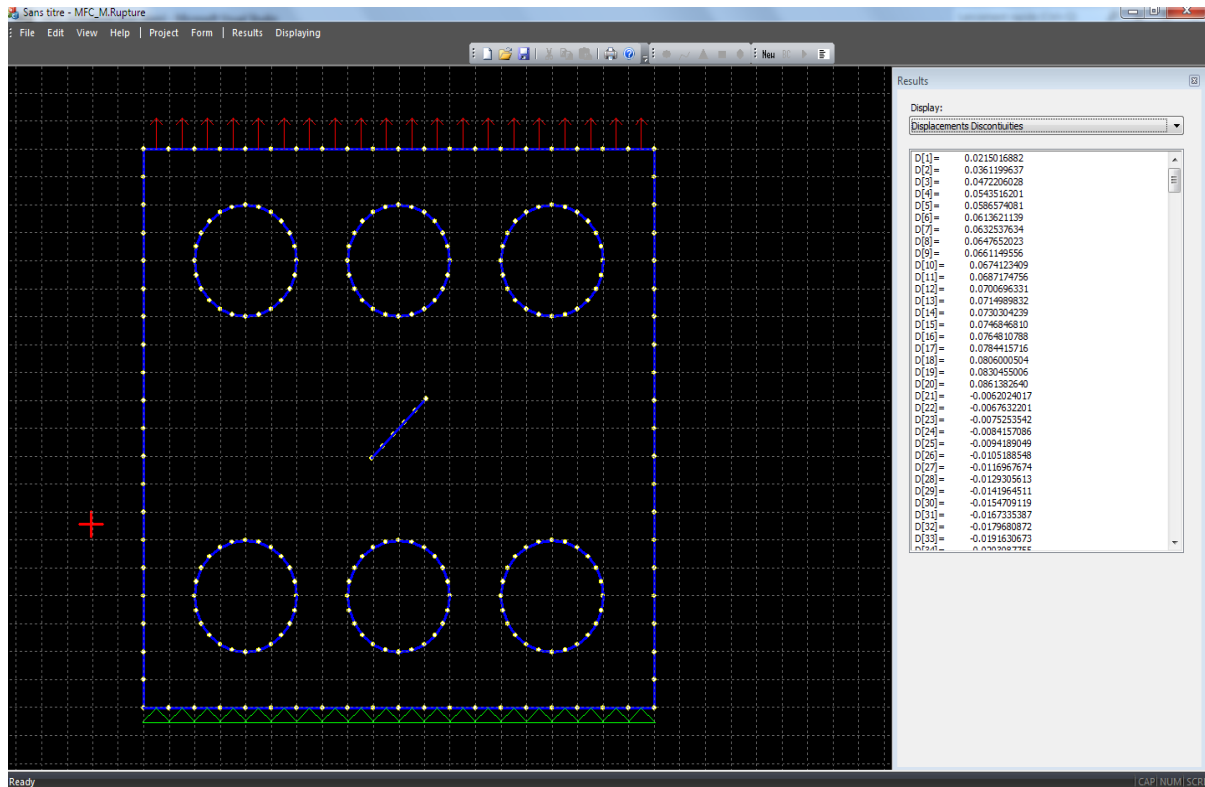 Sans titre - MFC_M.Rupture
File Edit View Help | Project Form | Results Displaying
Neu
Results
Display:
Displacements Discontiuities
D[1]= 0.0215016882
D[2]= 0.0361199637
D[3]= 0.0472206028
D[4]= 0.0543516201
D[5]= 0.0586574081
D[6]= 0.0613621139
D[7]= 0.0632537634
D[8]= 0.0647652023
D[9]= 0.0661149556
D[10]= 0.0674123409
D[11]= 0.0687174756
D[12]= 0.0700696331
D[13]= 0.0714989832
D[14]= 0.0730304239
D[15]= 0.0746846810
D[16]= 0.0764810788
D[17]= 0.0784415716
D[18]= 0.0806000504
D[19]= 0.0830455006
D[20]= 0.0861382640
D[21]= -0.0062024017
D[22]= -0.0067632201
D[23]= -0.0075253542
D[24]= -0.0084157086
D[25]= -0.0094189049
D[26]= -0.0105188548
D[27]= -0.0116967674
D[28]= -0.0129305613
D[29]= -0.0141964511
D[30]= -0.0154709119
D[31]= -0.0167335387
D[32]= -0.0179680872
D[33]= -0.0191630673
D[34]= -0.0203087755
Ready
CAP NUM SCR